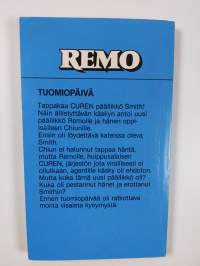 REMO
TUOMIOPÄIVÄ
Tappakaa CUREN päällikkö Smith!
Näin ällistyttävän käskyn antoi uusi
päällikkö Remolle ja hänen oppi-
isälleen Chiunille.
Ensin oli löydettävä kateissa oleva
Smith.
Chiun ei halunnut tappaa häntä,
mutta Remolle, huippusalaisen
CUREN, järjestön jota virallisesti ei
ollutkaan, agentille käsky oli ehdoton.
Mutta kuka tämä uusi päällikkö oli?
Kuka oli pestannut hänet ja erottanut
Smithin?
Ennen tuomiopäivää oli ratkottava
monta visaista kysymystä.